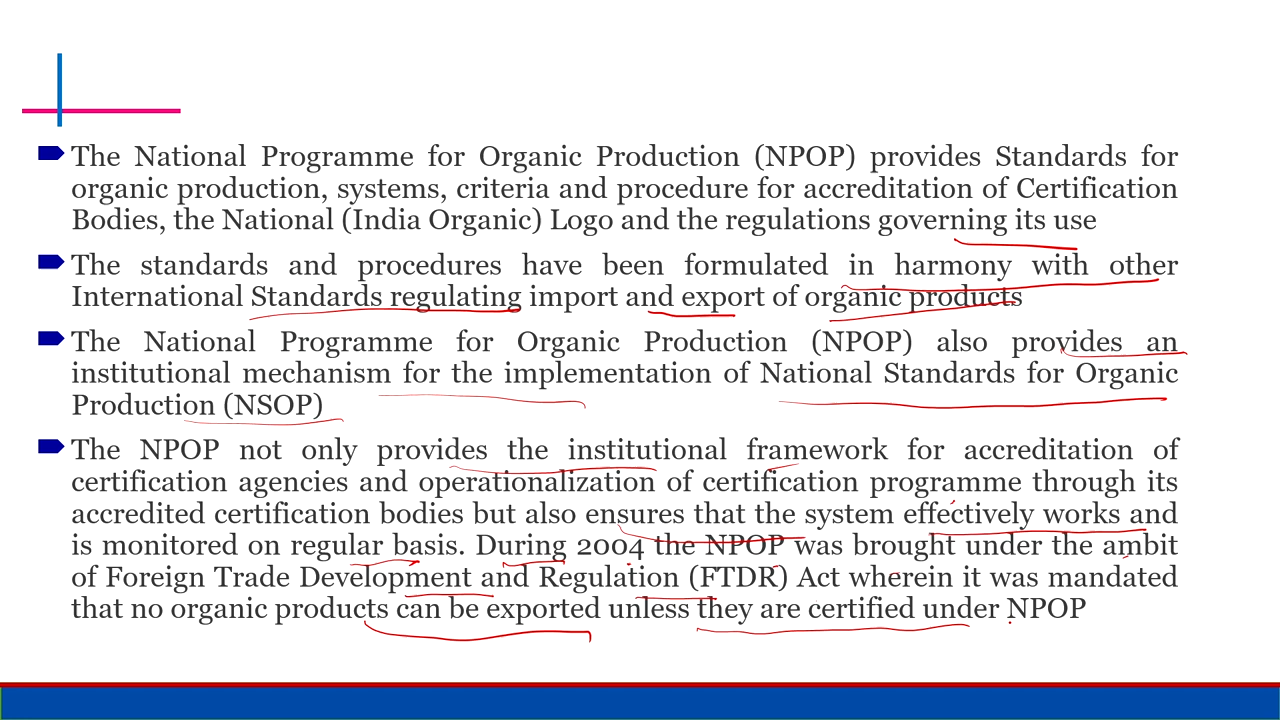 The National Programme for Organic Production (NPOP) provides Standards for
organic production, systems, criteria and procedure for accreditation of Certification
Bodies, the National (India Organic) Logo and the regulations governing its use
The standards and procedures have been formulated in harmony with other
International Standards regulating import and export of organic products
The National Programme for Organic Production (NPOP) also provides an
institutional mechanism for the implementation of National Standards for Organic
Production (NSOP)
The NPOP not only provides the institutional framework for accreditation of
certification agencies and operationalization of certification programme through its
accredited certification bodies but also ensures that the system effectively works and
is monitored on regular basis. During 2004 the NPOP was brought under the ambit
of Foreign Trade Development and Regulation (FTDR) Act wherein it was mandated
that no organic products can be exported unless they are certified under NPOP